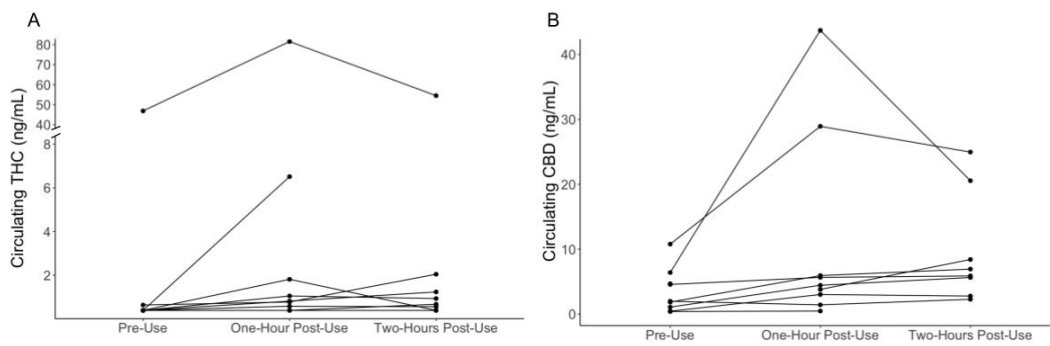 A
Circulating THC (ng/mL)
80
70
60
50
40
8
6
4
2
Pre-Use
One-Hour Post-Use
Two-Hours Post-Use
B
Circulating CBD (ng/mL)
40
30
20
10
0
Pre-Use
One-Hour Post-Use
Two-Hours Post-Use